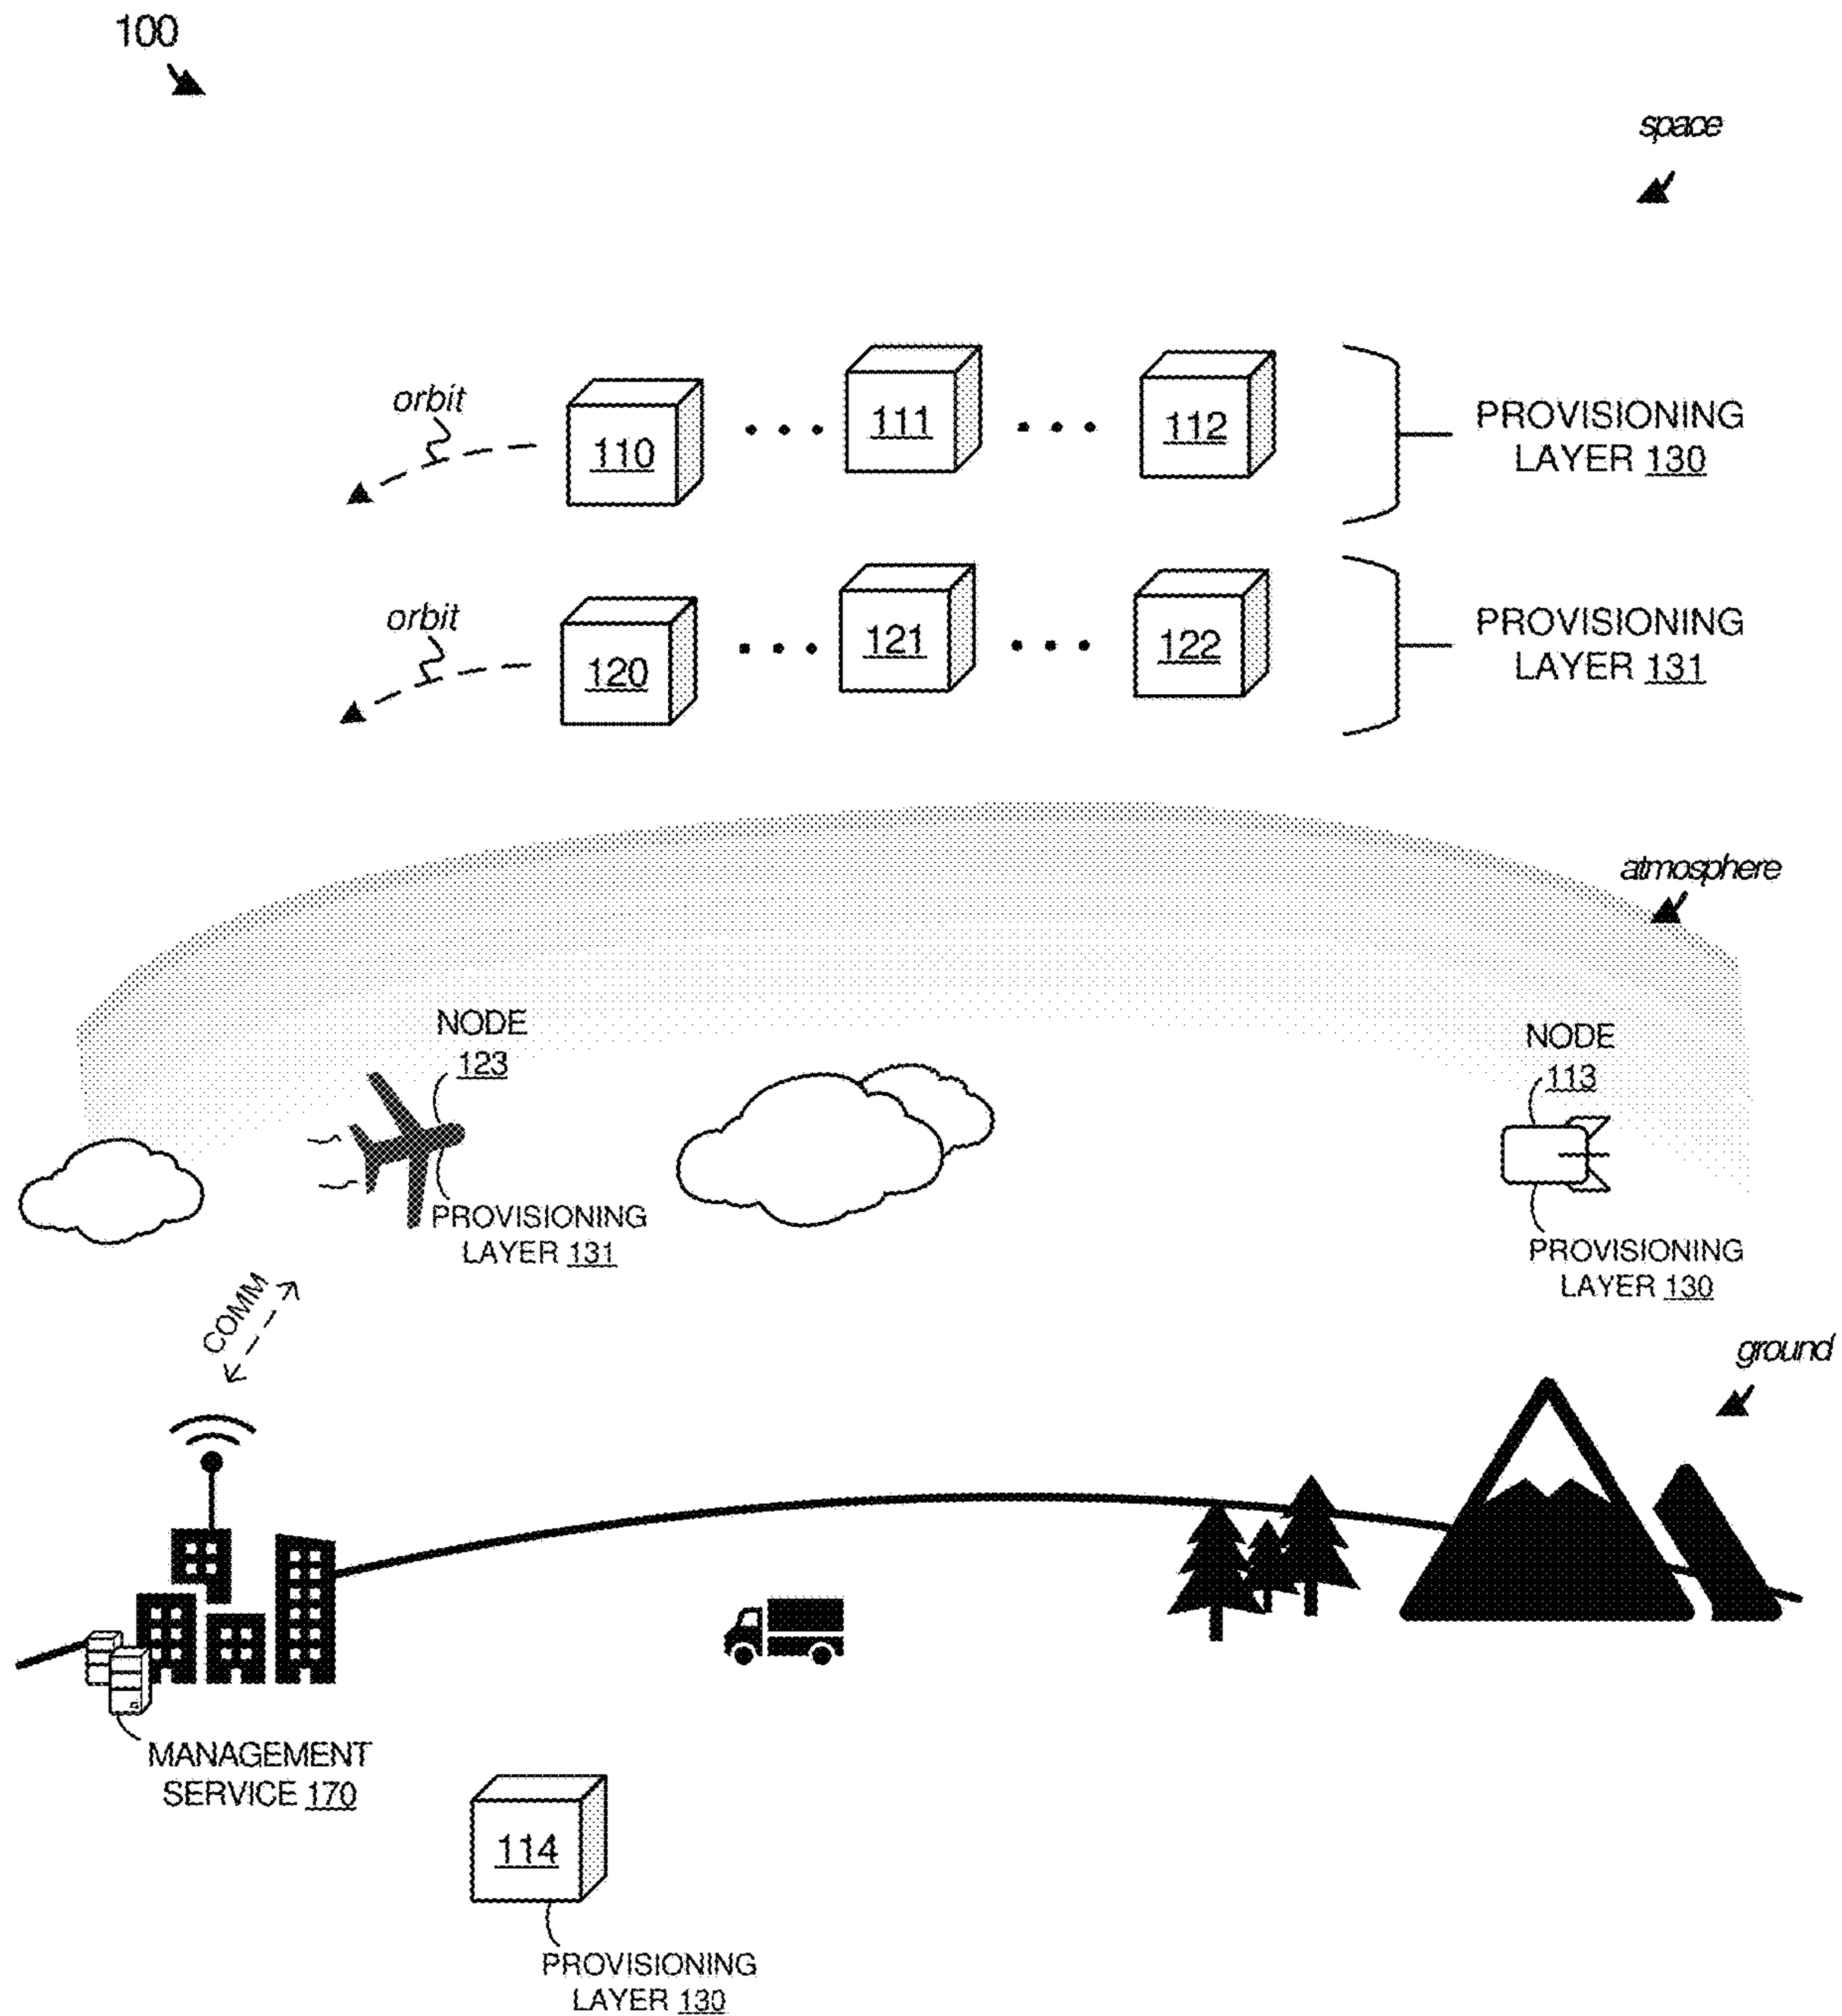 100
space
orbit
110
111
112
PROVISIONING
LAYER 130
orbit
120
121
122
PROVISIONING
LAYER 131
atmosphere
NODE
123
NODE
113
PROVISIONING
LAYER 131
PROVISIONING
LAYER 130
COMM
ground
MANAGEMENT
SERVICE 170
114
PROVISIONING
LAYER 130